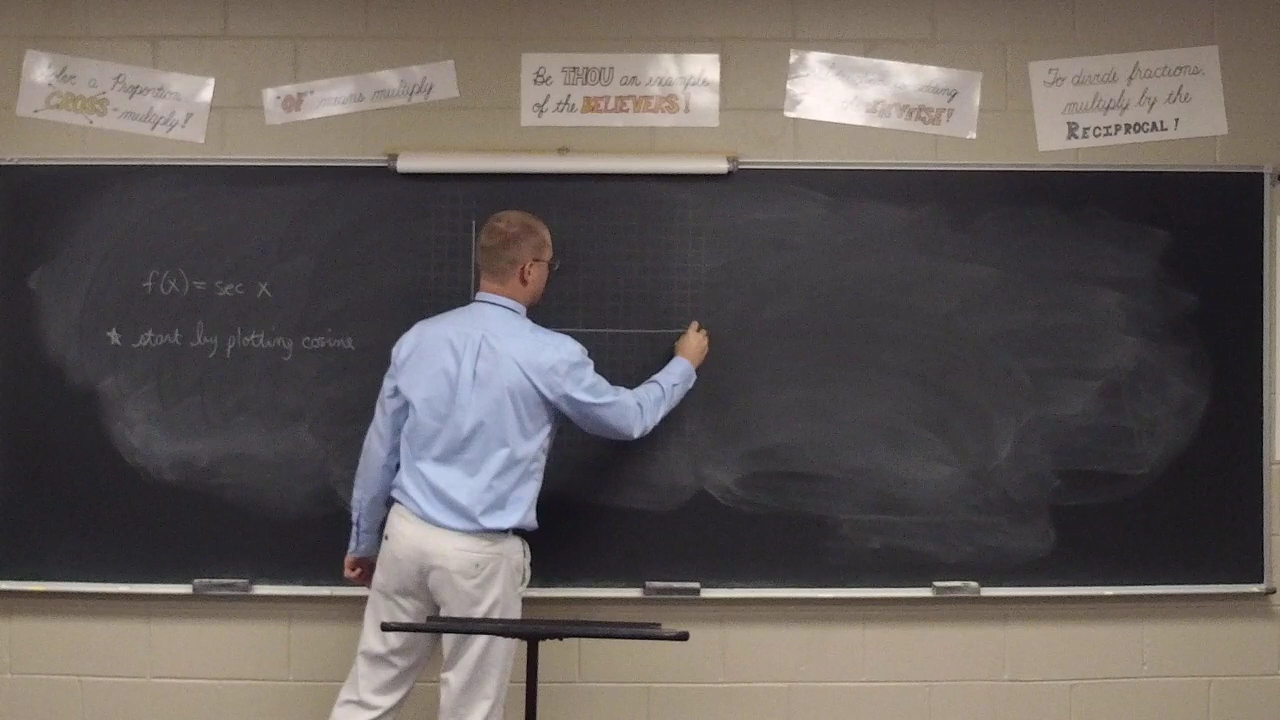 a Proportion
"CROSS" multiply!
"OF" means multiply
Be THOU an example
of the BELIEVERS!
To divide fractions,
multiply by the
RECIPROCAL!
f(x) = sec x
★ start by plotting cosine